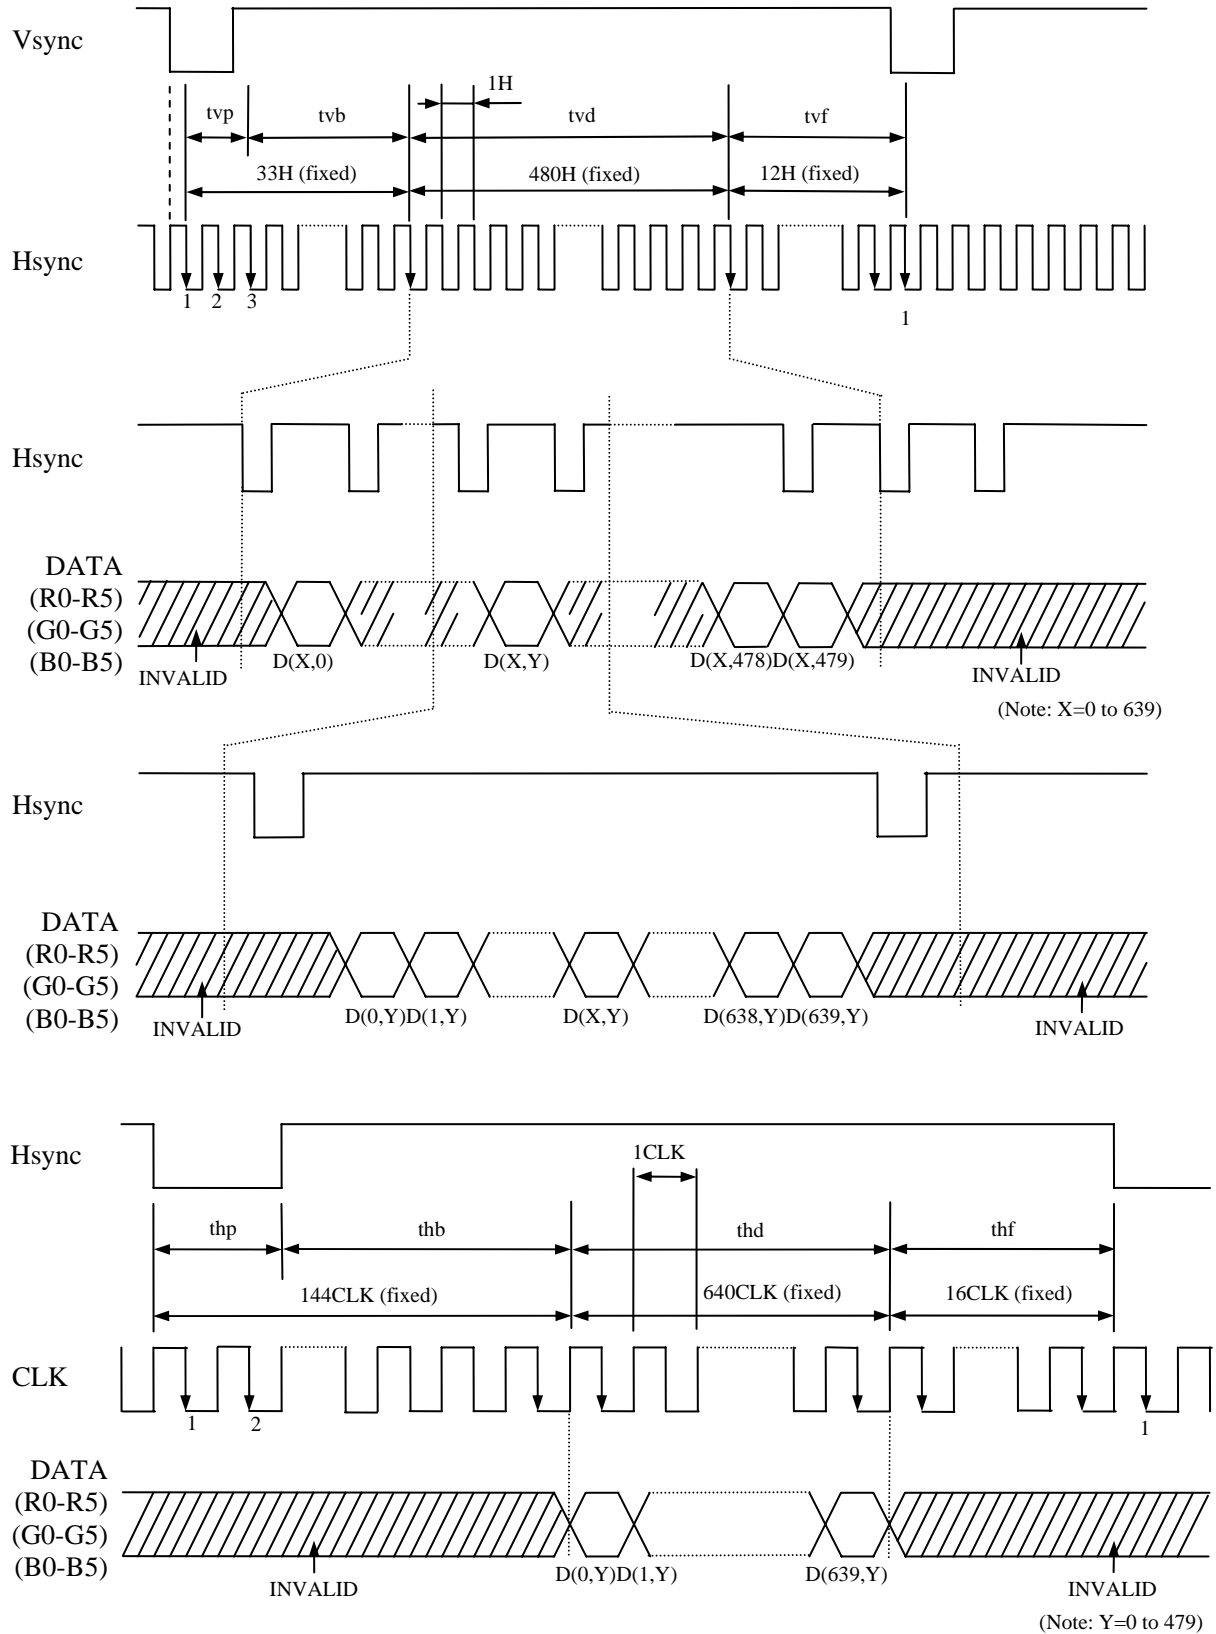 Vsync
1H
tvp tvb tvd tvf
33H (fixed) 480H (fixed) 12H (fixed)
Hsync
1 2 3 1
Hsync
DATA
(R0-R5)
(G0-G5)
(B0-B5)
INVALID D(X,0) D(X,Y) D(X,478)D(X,479) INVALID
(Note: X=0 to 639)
Hsync
DATA
(R0-R5)
(G0-G5)
(B0-B5)
INVALID D(0,Y)D(1,Y) D(X,Y) D(638,Y)D(639,Y) INVALID
Hsync
1CLK
thp thb thd thf
144CLK (fixed) 640CLK (fixed) 16CLK (fixed)
CLK
1 2 1
DATA
(R0-R5)
(G0-G5)
(B0-B5)
INVALID D(0,Y)D(1,Y) D(639,Y) INVALID
(Note: Y=0 to 479)